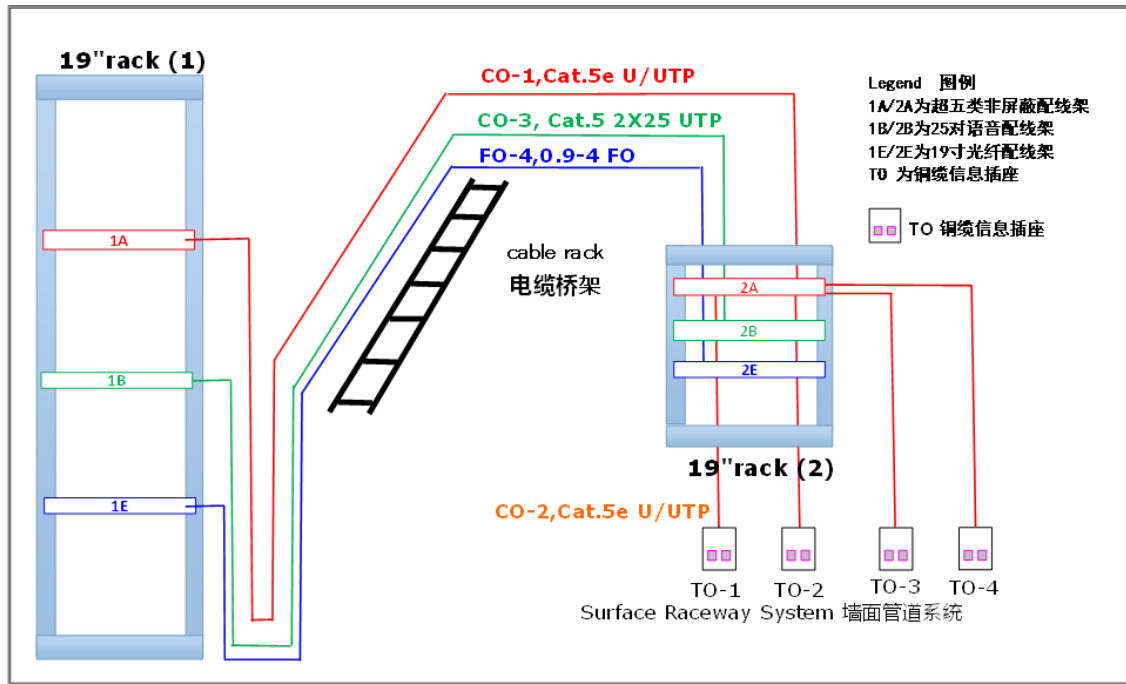 19"rack (1)
CO-1,Cat.5e U/UTP
CO-3, Cat.5 2X25 UTP
FO-4,0.9-4 FO
Legend 图例
1A/2A为超五类非屏蔽配线架
1B/2B为25对语音配线架
1E/2E为19寸光纤配线架
TO 为铜缆信息插座
TO 铜缆信息插座
1A
cable rack
电缆桥架
2A
2B
2E
1B
19"rack (2)
1E
CO-2,Cat.5e U/UTP
TO-1
TO-2
TO-3
TO-4
Surface Raceway System 墙面管道系统